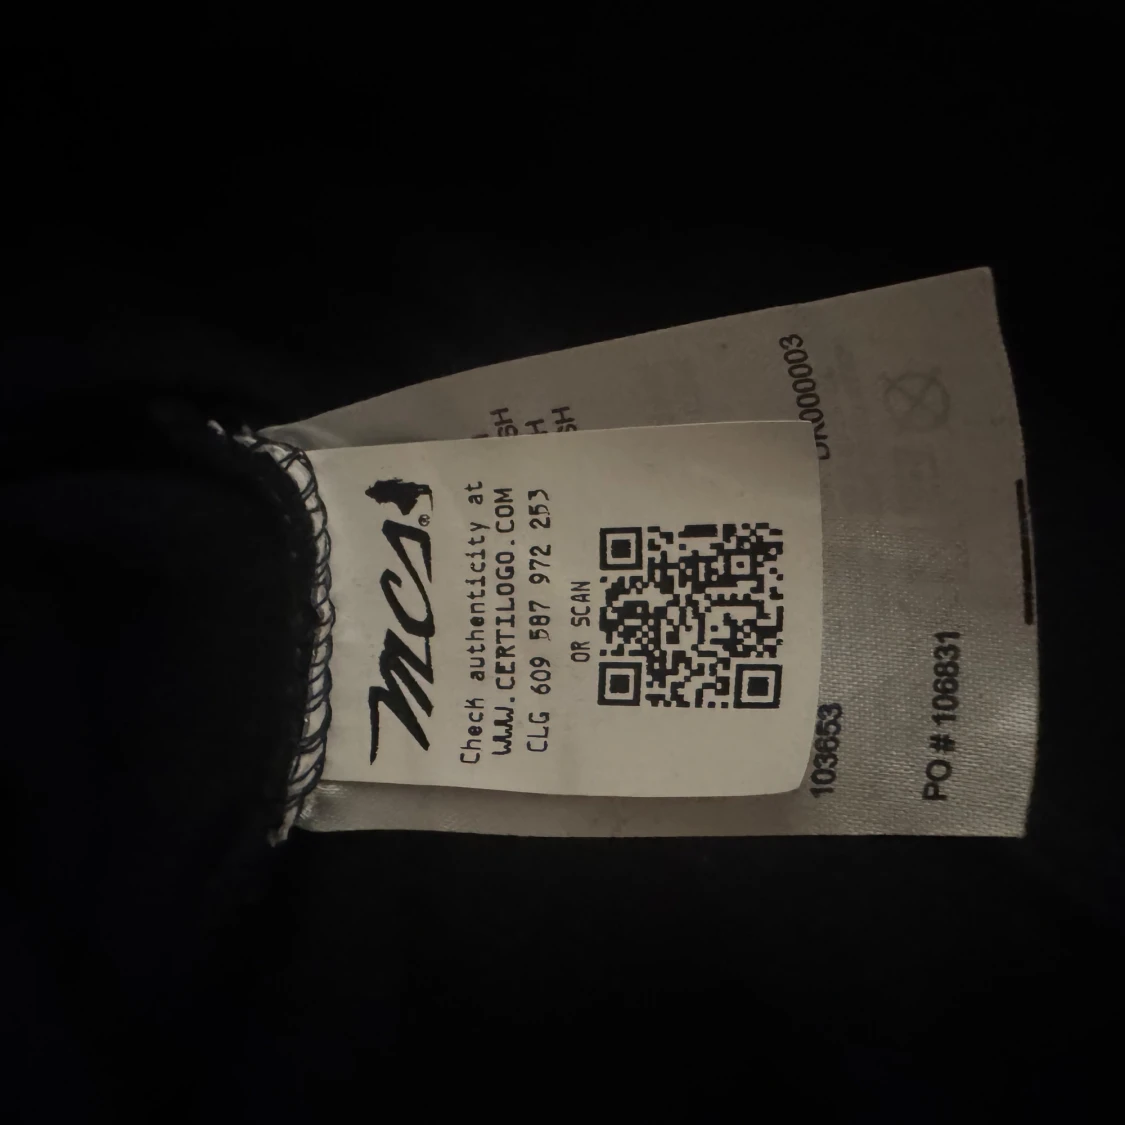 mcs®
Check authenticity at
WWW.CERTILOGO.COM
CLG 609 587 972 253
OR SCAN
103653
PO # 106831